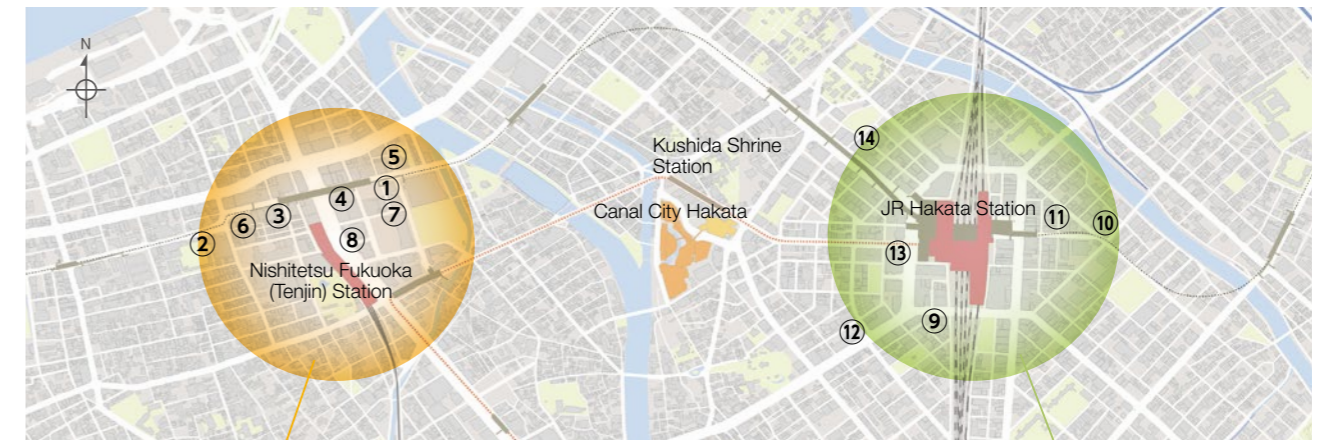 N
Kushida Shrine
Station
Canal City Hakata
JR Hakata Station
Nishitetsu Fukuoka
(Tenjin) Station
①
②
③
④
⑤
⑥
⑦
⑧
⑨
⑩
⑪
⑫
⑬
⑭